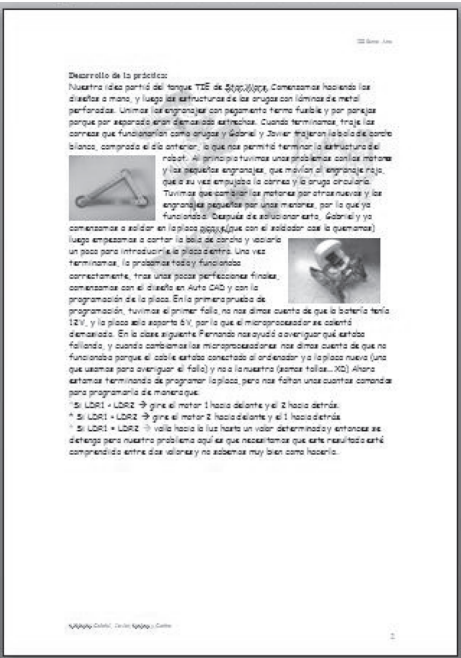 Desarrollo de la práctica:
Nuestra idea partió del tanque TIE de Star Wars. Comenzamos haciendo los
diseños a mano, y luego las estructuras de las orugas con láminas de metal
perforadas. Unimos los engranajes con pegamento termo fusible y por parejas
porque por separado eran demasiado estrechos. Cuando terminamos, traje las
correas que funcionarían como orugas y Gabriel y Javier trajeron la bola de corcho
blanco, comprada el día anterior, lo que nos permitió terminar la estructura del
robot. Al principio tuvimos unos problemas con los motores
y los pequeños engranajes, que movían al engranaje rojo,
que a su vez empujaba la correa y la oruga circularía.
Tuvimos que cambiar los motores por otros nuevos y los
engranajes pequeños por unos menores, por lo que ya
funcionaba. Después de solucionar esto, Gabriel y yo
comenzamos a soldar en la placa picaxe (que con el soldador casi la quemamos)
luego empezamos a cortar la bola de corcho y vaciarla
un poco para introducirle la placa dentro. Una vez
terminamos, lo probamos todo y funcionaba
correctamente, tras unas pocas perfecciones finales,
comenzamos con el diseño en Auto CAD y con la
programación de la placa. En la primera prueba de
programación, tuvimos el primer fallo, no nos dimos cuenta de que la batería tenía
12V, y la placa solo soporta 6V, por lo que el microprocesador se calentó
demasiado. En la clase siguiente Fernando nos ayudó a averiguar qué estaba
fallando, y cuando cambiamos los microprocesadores nos dimos cuenta de que no
funcionaba porque el cable estaba conectado al ordenador y a la placa nueva (una
que usamos para averiguar el fallo) y no a la nuestra (somos tollos... XD) Ahora
estamos terminando de programar la placa, pero nos faltan unos cuantos comandos
para programarla de manera que:
*Si LDR1 < LDR2 → gire el motor 1 hacia delante y el 2 hacia detrás.
* Si LDR1 > LDR2 → gire el motor 2 hacia delante y el 1 hacia detrás
* Si LDR1 = LDR2 → valla hacia la luz hasta un valor determinado y entonces se
detenga pero nuestro problema aquí es que necesitamos que este resultado esté
comprendido entre dos valores y no sabemos muy bien como hacerlo.
Gabriel, Javier y Carlos
2